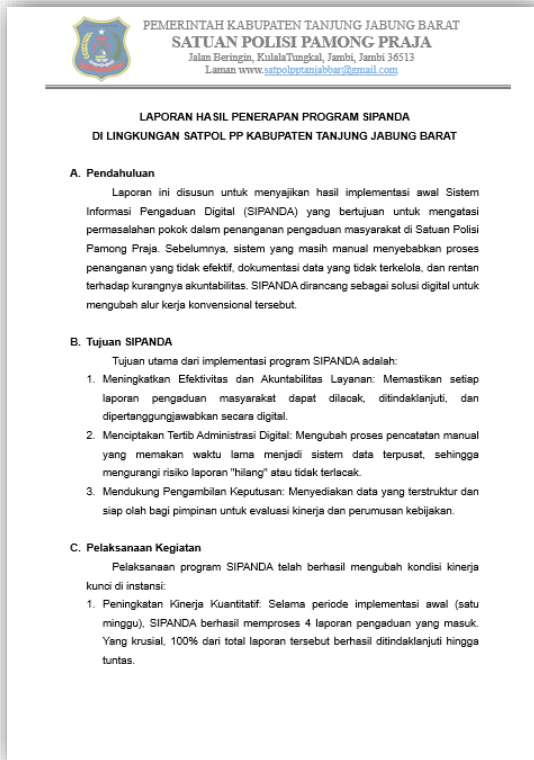 PEMERINTAH KABUPATEN TANJUNG JABUNG BARAT
SATUAN POLISI PAMONG PRAJA
Jalan Beringin, KulalaTungkal, Jambi, Jambi 36513
Laman www.satpolpptanjabbar@gmail.com
LAPORAN HASIL PENERAPAN PROGRAM SIPANDA
DI LINGKUNGAN SATPOL PP KABUPATEN TANJUNG JABUNG BARAT
A. Pendahuluan
Laporan ini disusun untuk menyajikan hasil implementasi awal Sistem
Informasi Pengaduan Digital (SIPANDA) yang bertujuan untuk mengatasi
permasalahan pokok dalam penanganan pengaduan masyarakat di Satuan Polisi
Pamong Praja. Sebelumnya, sistem yang masih manual menyebabkan proses
penanganan yang tidak efektif, dokumentasi data yang tidak terkelola, dan rentan
terhadap kurangnya akuntabilitas. SIPANDA dirancang sebagai solusi digital untuk
mengubah alur kerja konvensional tersebut.
B. Tujuan SIPANDA
Tujuan utama dari implementasi program SIPANDA adalah:
1. Meningkatkan Efektivitas dan Akuntabilitas Layanan: Memastikan setiap
laporan pengaduan masyarakat dapat dilacak, ditindaklanjuti, dan
dipertanggungjawabkan secara digital.
2. Menciptakan Tertib Administrasi Digital: Mengubah proses pencatatan manual
yang memakan waktu lama menjadi sistem data terpusat, sehingga
mengurangi risiko laporan "hilang" atau tidak terlacak.
3. Mendukung Pengambilan Keputusan: Menyediakan data yang terstruktur dan
siap olah bagi pimpinan untuk evaluasi kinerja dan perumusan kebijakan.
C. Pelaksanaan Kegiatan
Pelaksanaan program SIPANDA telah berhasil mengubah kondisi kinerja
kunci di instansi:
1. Peningkatan Kinerja Kuantitatif: Selama periode implementasi awal (satu
minggu), SIPANDA berhasil memproses 4 laporan pengaduan yang masuk.
Yang krusial, 100% dari total laporan tersebut berhasil ditindaklanjuti hingga
tuntas.